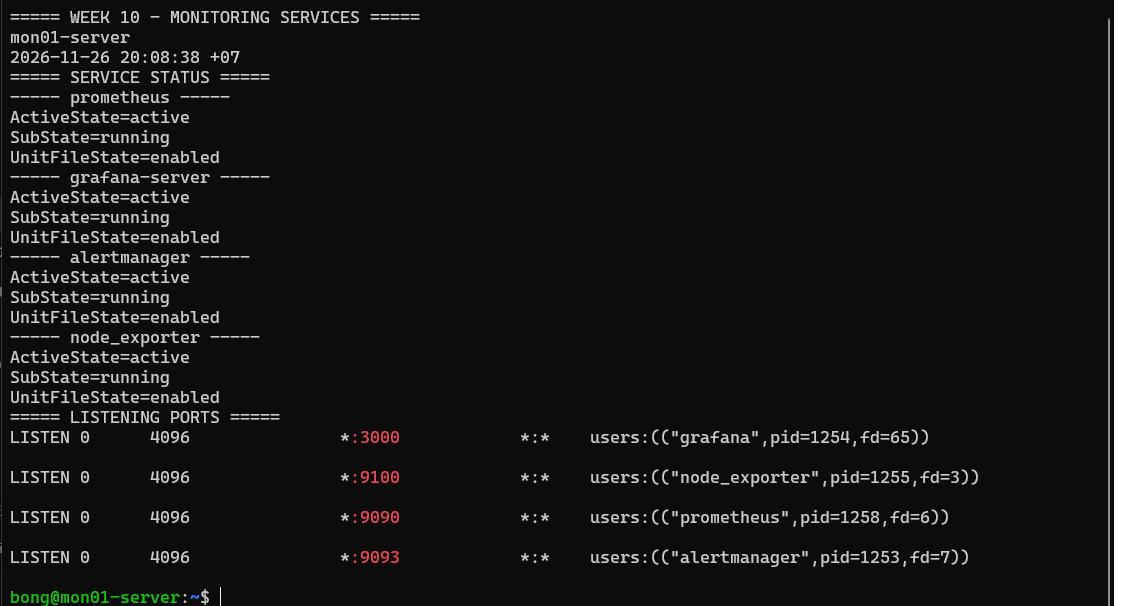 ===== WEEK 10 - MONITORING SERVICES =====
mon01-server
2026-11-26 20:08:38 +07
===== SERVICE STATUS =====
----- prometheus -----
ActiveState=active
SubState=running
UnitFileState=enabled
----- grafana-server -----
ActiveState=active
SubState=running
UnitFileState=enabled
----- alertmanager -----
ActiveState=active
SubState=running
UnitFileState=enabled
----- node_exporter -----
ActiveState=active
SubState=running
UnitFileState=enabled
===== LISTENING PORTS =====
LISTEN 0      4096               *:3000            *:*    users:(("grafana",pid=1254,fd=65))
LISTEN 0      4096               *:9100            *:*    users:(("node_exporter",pid=1255,fd=3))
LISTEN 0      4096               *:9090            *:*    users:(("prometheus",pid=1258,fd=6))
LISTEN 0      4096               *:9093            *:*    users:(("alertmanager",pid=1253,fd=7))
bong@mon01-server:~$